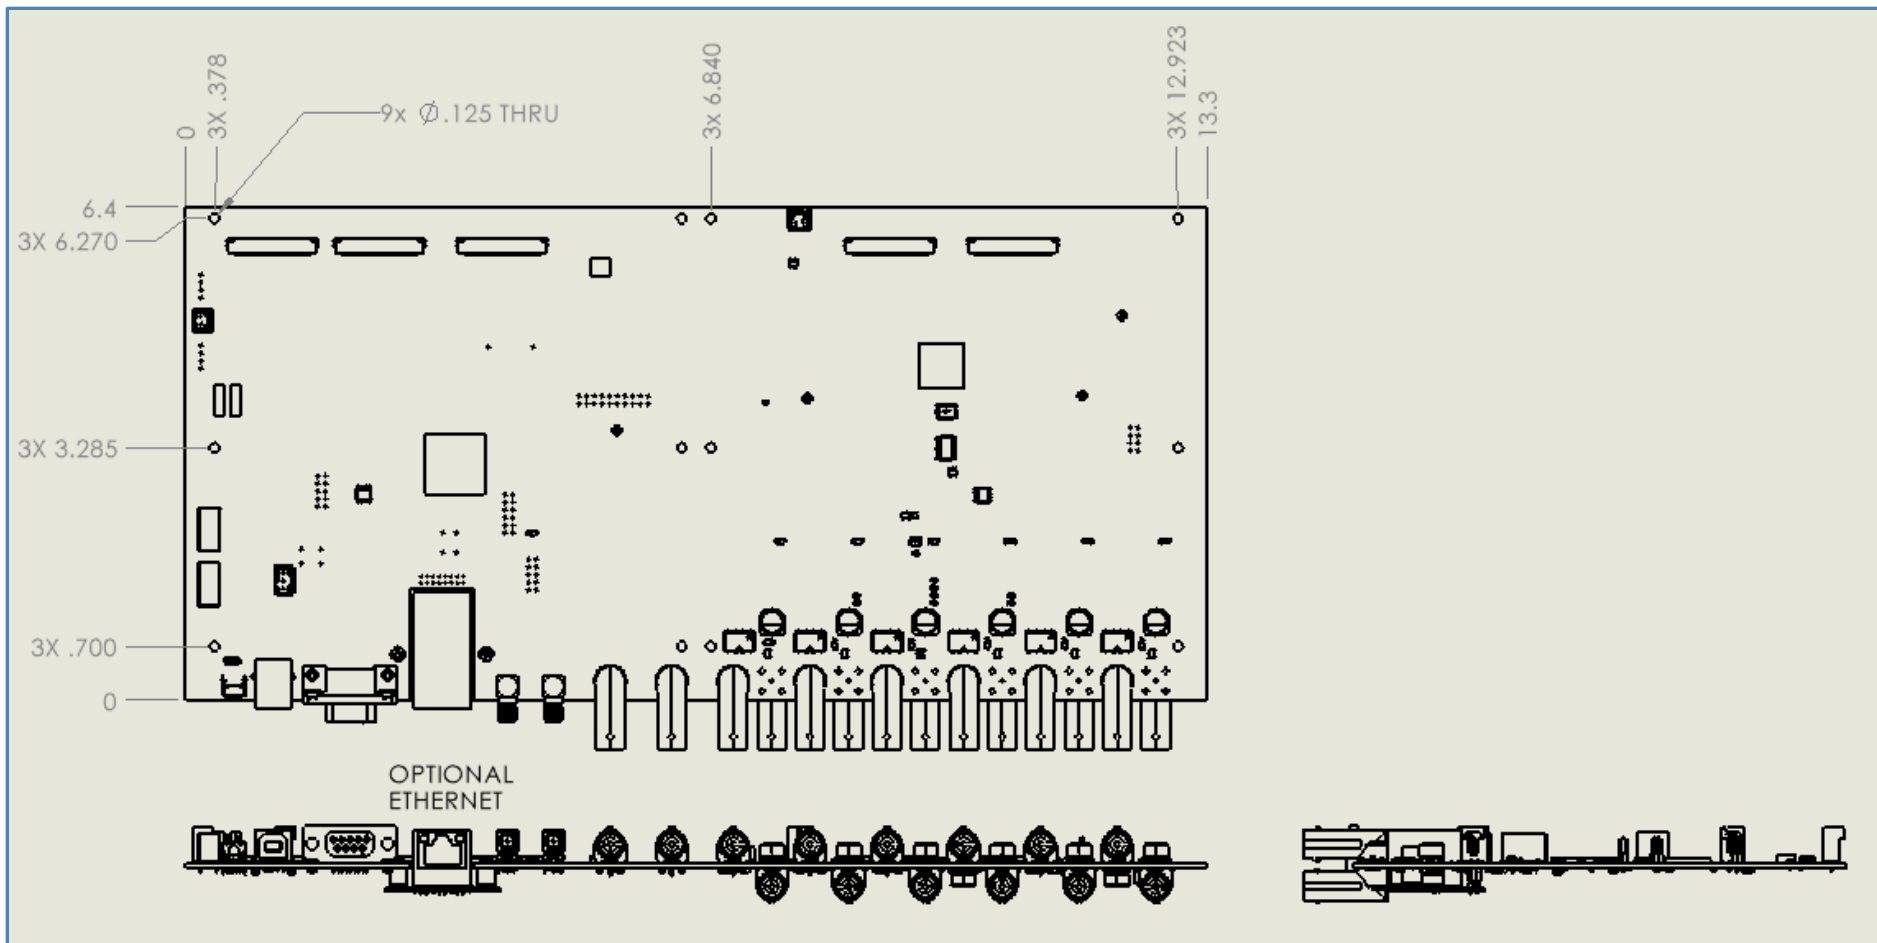 0
3X .378
9x Ø.125 THRU
3x 6.840
3X 12.923
13.3
6.4
3X 6.270
3X 3.285
3X .700
0
OPTIONAL
ETHERNET